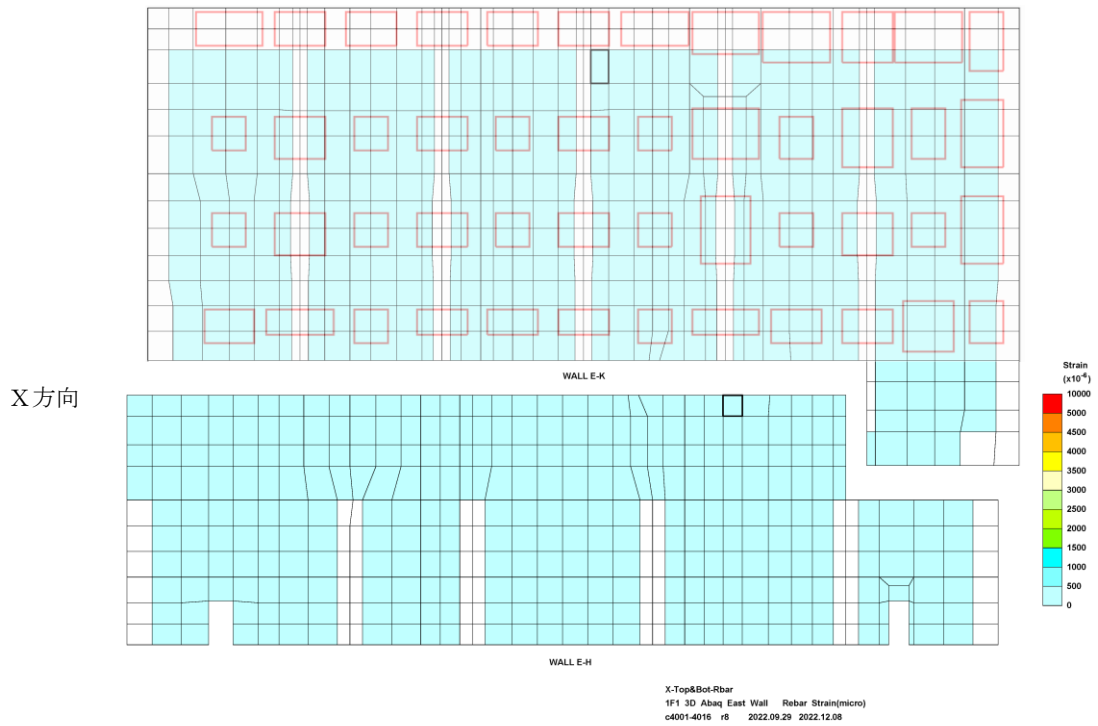 WALL E-K
X方向
Strain
(x10⁻⁶)
10000
5000
4500
4000
3500
3000
2500
2000
1500
1000
500
0
WALL E-H
X-Top&Bot-Rbar
1F1 3D Abaq East Wall Rebar Strain(micro)
c4001-4016 r8 2022.09.29 2022.12.08